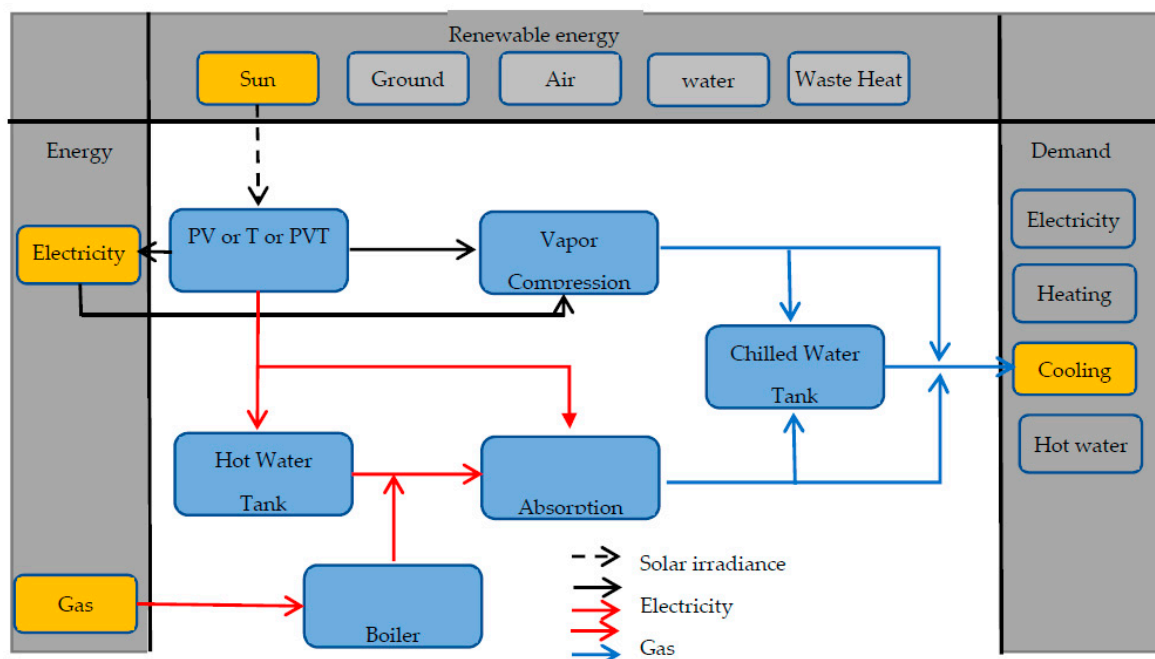 Renewable energy
Sun
Ground
Air
water
Waste Heat
Energy
Demand
PV or T or PVT
Vapor
Compression
Electricity
Electricity
Heating
Chilled Water
Tank
Cooling
Hot Water
Tank
Absorption
Hot water
Gas
Boiler
Solar irradiance
Electricity
Gas